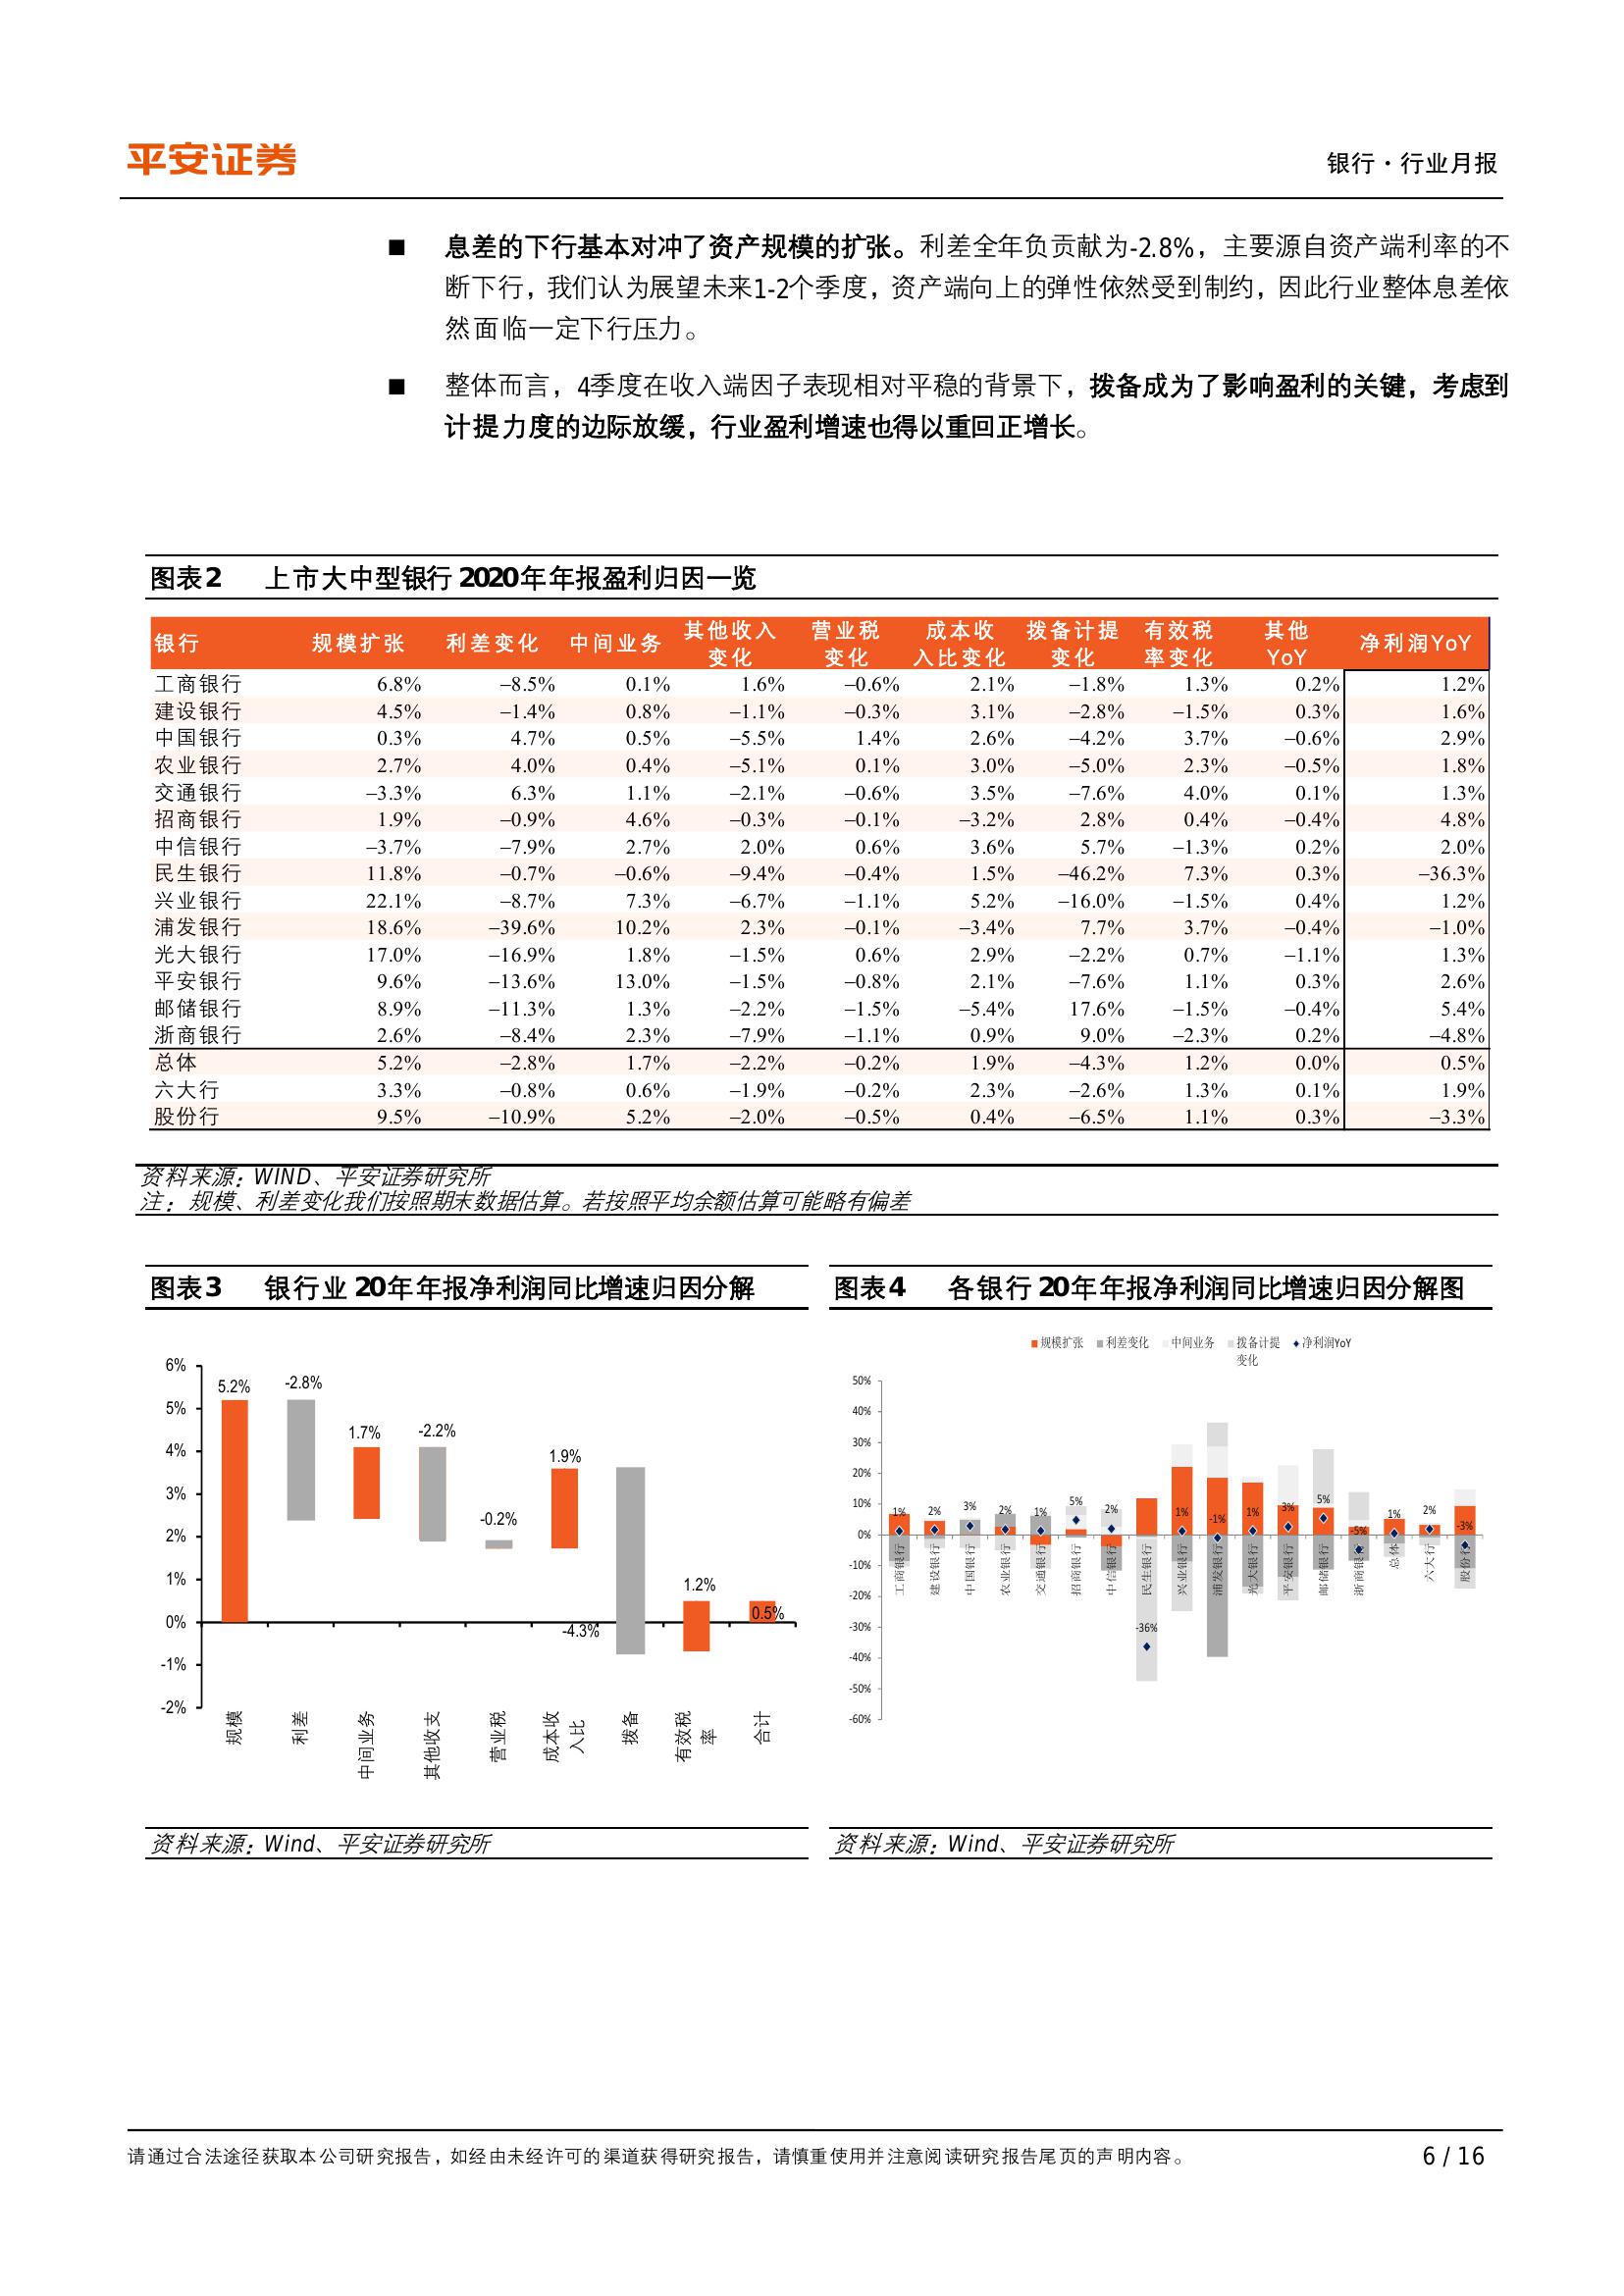 平安证券
银行·行业月报
■ 息差的下行基本对冲了资产规模的扩张。利差全年负贡献为-2.8%，主要源自资产端利率的不
断下行，我们认为展望未来1-2个季度，资产端向上的弹性依然受到制约，因此行业整体息差依
然面临一定下行压力。
■ 整体而言，4季度在收入端因子表现相对平稳的背景下，拨备成为了影响盈利的关键，考虑到
计提力度的边际放缓，行业盈利增速也得以重回正增长。
图表2 上市大中型银行 2020年年报盈利归因一览
银行 规模扩张 利差变化 中间业务 其他收入变化 营业税变化 成本收入比变化 拨备计提变化 有效税率变化 其他YoY 净利润YoY
工商银行 6.8% –8.5% 0.1% 1.6% –0.6% 2.1% –1.8% 1.3% 0.2% 1.2%
建设银行 4.5% –1.4% 0.8% –1.1% –0.3% 3.1% –2.8% –1.5% 0.3% 1.6%
中国银行 0.3% 4.7% 0.5% –5.5% 1.4% 2.6% –4.2% 3.7% –0.6% 2.9%
农业银行 2.7% 4.0% 0.4% –5.1% 0.1% 3.0% –5.0% 2.3% –0.5% 1.8%
交通银行 –3.3% 6.3% 1.1% –2.1% –0.6% 3.5% –7.6% 4.0% 0.1% 1.3%
招商银行 1.9% –0.9% 4.6% –0.3% –0.1% –3.2% 2.8% 0.4% –0.4% 4.8%
中信银行 –3.7% –7.9% 2.7% 2.0% 0.6% 3.6% 5.7% –1.3% 0.2% 2.0%
民生银行 11.8% –0.7% –0.6% –9.4% –0.4% 1.5% –46.2% 7.3% 0.3% –36.3%
兴业银行 22.1% –8.7% 7.3% –6.7% –1.1% 5.2% –16.0% –1.5% 0.4% 1.2%
浦发银行 18.6% –39.6% 10.2% 2.3% –0.1% –3.4% 7.7% 3.7% –0.4% –1.0%
光大银行 17.0% –16.9% 1.8% –1.5% 0.6% 2.9% –2.2% 0.7% –1.1% 1.3%
平安银行 9.6% –13.6% 13.0% –1.5% –0.8% 2.1% –7.6% 1.1% 0.3% 2.6%
邮储银行 8.9% –11.3% 1.3% –2.2% –1.5% –5.4% 17.6% –1.5% –0.4% 5.4%
浙商银行 2.6% –8.4% 2.3% –7.9% –1.1% 0.9% 9.0% –2.3% 0.2% –4.8%
总体 5.2% –2.8% 1.7% –2.2% –0.2% 1.9% –4.3% 1.2% 0.0% 0.5%
六大行 3.3% –0.8% 0.6% –1.9% –0.2% 2.3% –2.6% 1.3% 0.1% 1.9%
股份行 9.5% –10.9% 5.2% –2.0% –0.5% 0.4% –6.5% 1.1% 0.3% –3.3%
资料来源：WIND、平安证券研究所
注：规模、利差变化我们按照期末数据估算。若按照平均余额估算可能略有偏差
图表3 银行业 20年年报净利润同比增速归因分解
6%
5%
4%
3%
2%
1%
0%
-1%
-2%
5.2%
-2.8%
1.7%
-2.2%
-0.2%
1.9%
-4.3%
1.2%
0.5%
规模
利差
中间业务
其他收支
营业税
成本收
入比
拨备
有效税
率
合计
资料来源：Wind、平安证券研究所
图表4 各银行 20年年报净利润同比增速归因分解图
规模扩张 利差变化 中间业务 拨备计提 净利润YoY
变化
50%
40%
30%
20%
10%
0%
-10%
-20%
-30%
-40%
-50%
-60%
1% 2% 3% 2% 1% 5% 2% -36% 1% -1% 1% 3% 5% -5% 1% 2% -3%
工商银行
建设银行
中国银行
农业银行
交通银行
招商银行
中信银行
民生银行
兴业银行
浦发银行
光大银行
平安银行
邮储银行
浙商银行
总体
六大行
股份行
资料来源：Wind、平安证券研究所
请通过合法途径获取本公司研究报告，如经由未经许可的渠道获得研究报告，请慎重使用并注意阅读研究报告尾页的声明内容。
6 / 16